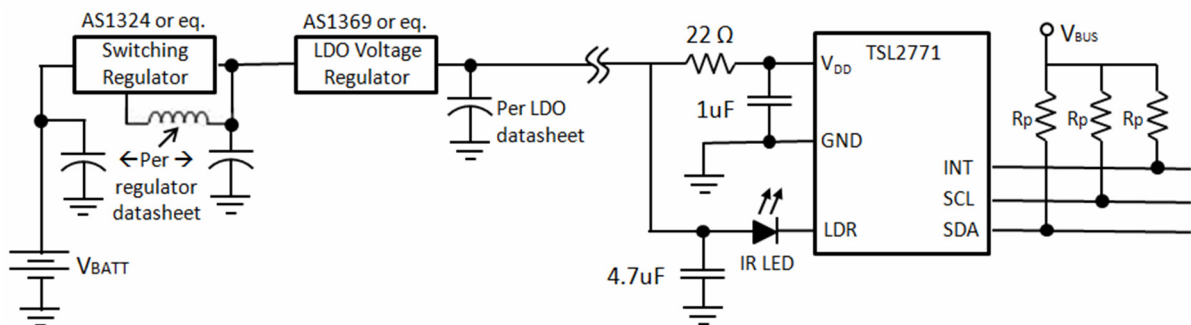 AS1324 or eq.
Switching
Regulator
AS1369 or eq.
LDO Voltage
Regulator
Per LDO
datasheet
←Per →
regulator
datasheet
VBATT
22 Ω
1uF
4.7uF
IR LED
TSL2771
VDD
GND
LDR
INT
SCL
SDA
VBUS
Rp
Rp
Rp